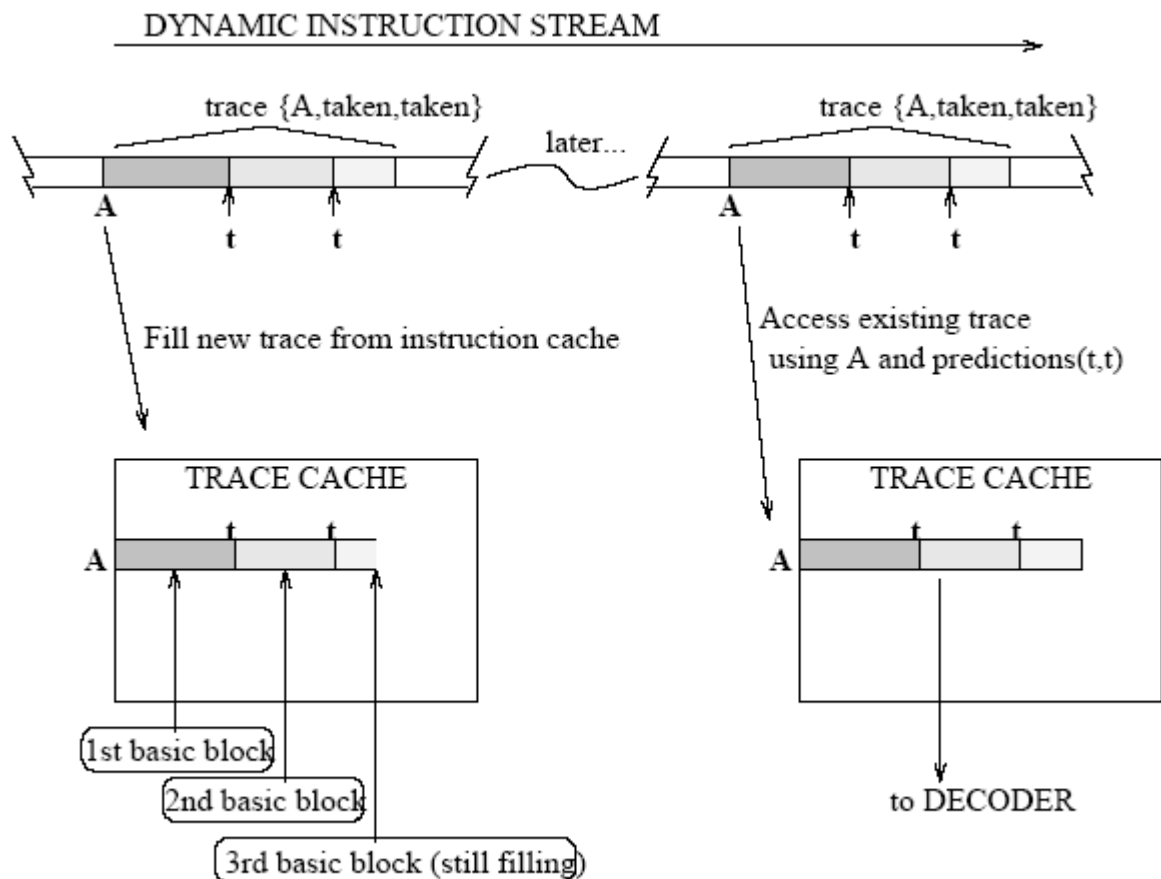 DYNAMIC INSTRUCTION STREAM
trace {A,taken,taken}
trace {A,taken,taken}
later...
A
t
t
A
t
t
Fill new trace from instruction cache
Access existing trace
using A and predictions(t,t)
TRACE CACHE
t
t
A
TRACE CACHE
t
t
A
1st basic block
2nd basic block
3rd basic block (still filling)
to DECODER